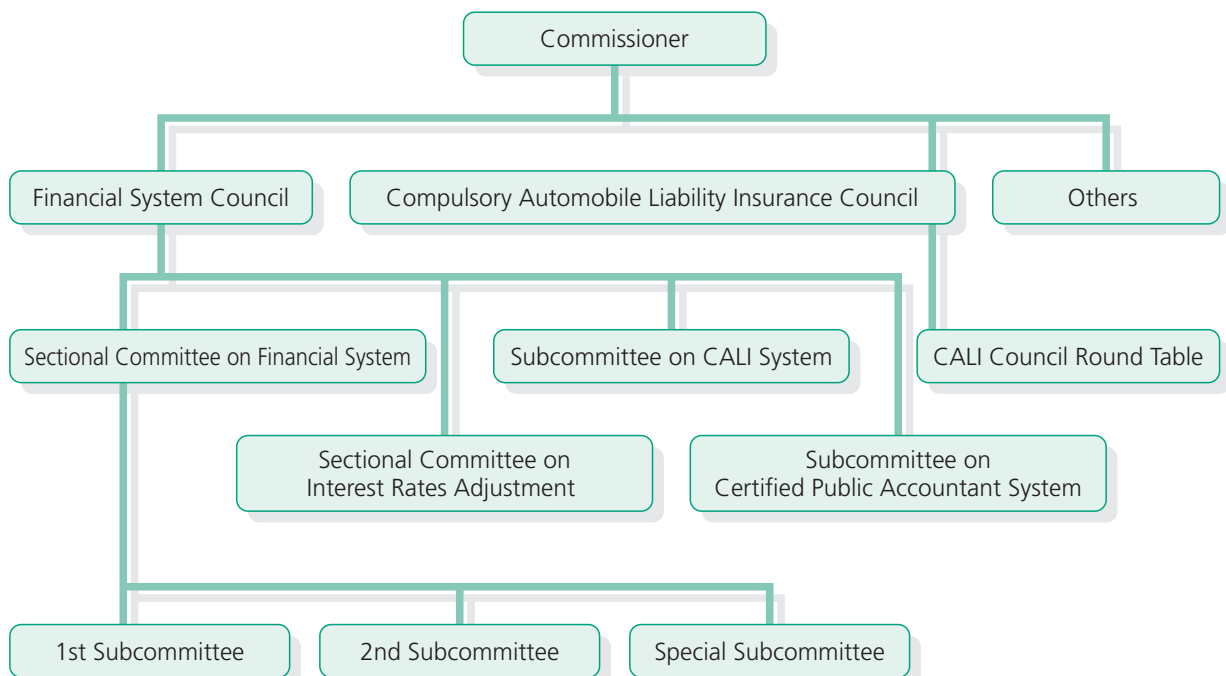 Commissioner
Financial System Council
Compulsory Automobile Liability Insurance Council
Others
Sectional Committee on Financial System
Subcommittee on CALI System
CALI Council Round Table
Sectional Committee on
Interest Rates Adjustment
Subcommittee on
Certified Public Accountant System
1st Subcommittee
2nd Subcommittee
Special Subcommittee